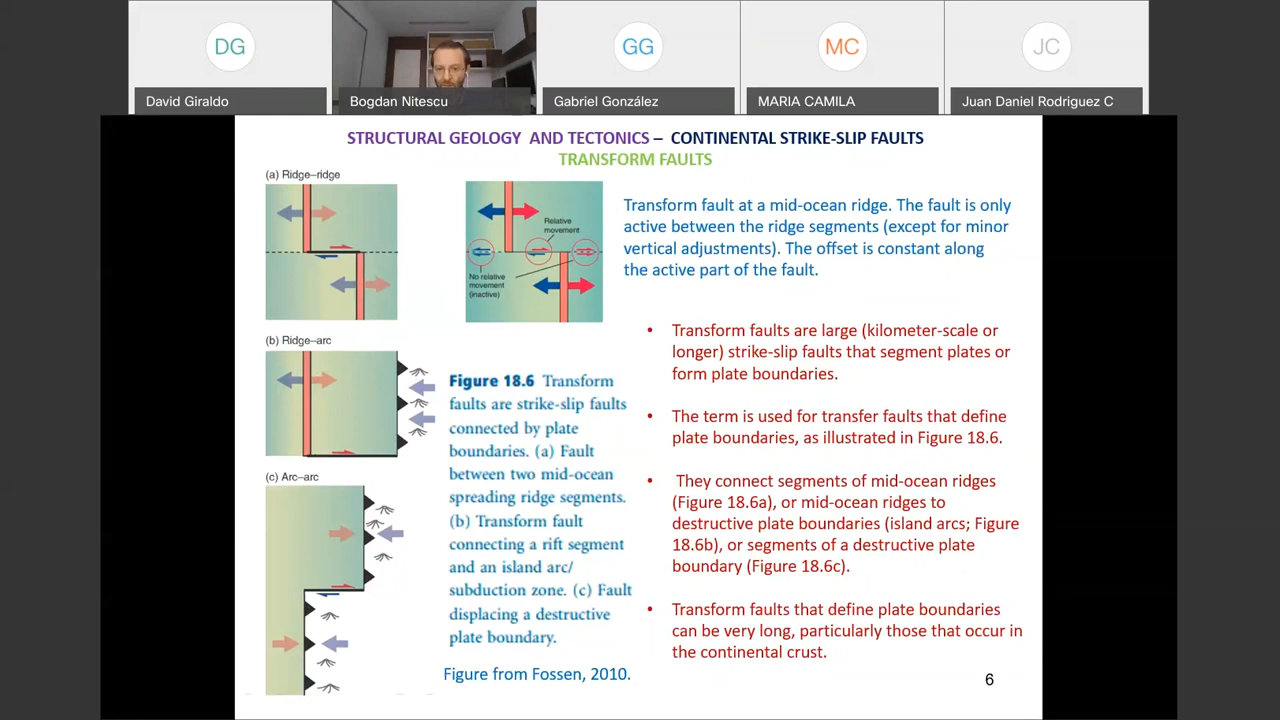 DG
GG
MC
JC
David Giraldo
Bogdan Nitescu
Gabriel González
MARIA CAMILA
Juan Daniel Rodriguez C
STRUCTURAL GEOLOGY AND TECTONICS – CONTINENTAL STRIKE-SLIP FAULTS
TRANSFORM FAULTS
(a) Ridge–ridge
Relative
movement
No relative
movement
(inactive)
Transform fault at a mid-ocean ridge. The fault is only
active between the ridge segments (except for minor
vertical adjustments). The offset is constant along
the active part of the fault.
(b) Ridge–arc
(c) Arc–arc
Figure 18.6 Transform
faults are strike-slip faults
connected by plate
boundaries. (a) Fault
between two mid-ocean
spreading ridge segments.
(b) Transform fault
connecting a rift segment
and an island arc/
subduction zone. (c) Fault
displacing a destructive
plate boundary.
Figure from Fossen, 2010.
• Transform faults are large (kilometer-scale or
longer) strike-slip faults that segment plates or
form plate boundaries.
• The term is used for transfer faults that define
plate boundaries, as illustrated in Figure 18.6.
• They connect segments of mid-ocean ridges
(Figure 18.6a), or mid-ocean ridges to
destructive plate boundaries (island arcs; Figure
18.6b), or segments of a destructive plate
boundary (Figure 18.6c).
• Transform faults that define plate boundaries
can be very long, particularly those that occur in
the continental crust.
6